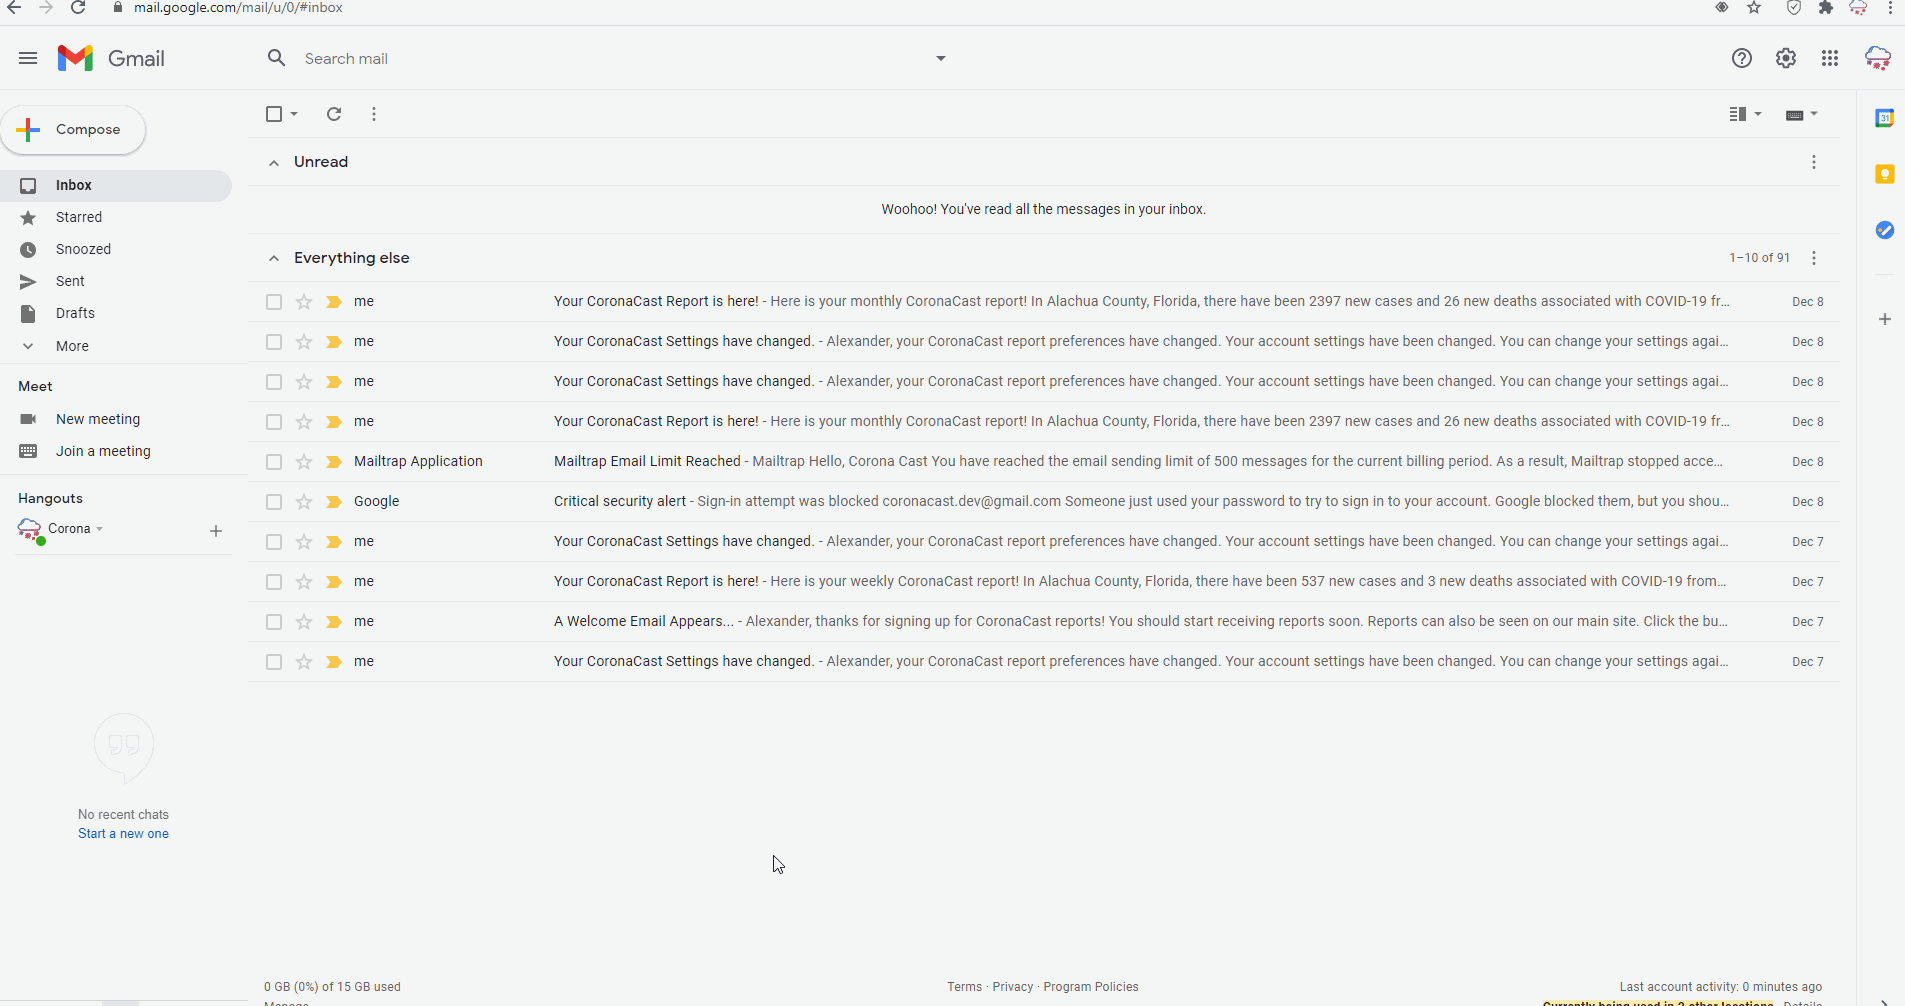 mail.google.com/mail/u/0/#inbox
Gmail
Search mail
Compose
Inbox
Starred
Snoozed
Sent
Drafts
More
Meet
New meeting
Join a meeting
Hangouts
Corona
No recent chats
Start a new one
Unread
Woohoo! You've read all the messages in your inbox.
Everything else
1–10 of 91
me Your CoronaCast Report is here! - Here is your monthly CoronaCast report! In Alachua County, Florida, there have been 2397 new cases and 26 new deaths associated with COVID-19 fr... Dec 8
me Your CoronaCast Settings have changed. - Alexander, your CoronaCast report preferences have changed. Your account settings have been changed. You can change your settings agai... Dec 8
me Your CoronaCast Settings have changed. - Alexander, your CoronaCast report preferences have changed. Your account settings have been changed. You can change your settings agai... Dec 8
me Your CoronaCast Report is here! - Here is your monthly CoronaCast report! In Alachua County, Florida, there have been 2397 new cases and 26 new deaths associated with COVID-19 fr... Dec 8
Mailtrap Application Mailtrap Email Limit Reached - Mailtrap Hello, Corona Cast You have reached the email sending limit of 500 messages for the current billing period. As a result, Mailtrap stopped acce... Dec 8
Google Critical security alert - Sign-in attempt was blocked coronacast.dev@gmail.com Someone just used your password to try to sign in to your account. Google blocked them, but you shou... Dec 8
me Your CoronaCast Settings have changed. - Alexander, your CoronaCast report preferences have changed. Your account settings have been changed. You can change your settings agai... Dec 7
me Your CoronaCast Report is here! - Here is your weekly CoronaCast report! In Alachua County, Florida, there have been 537 new cases and 3 new deaths associated with COVID-19 from... Dec 7
me A Welcome Email Appears... - Alexander, thanks for signing up for CoronaCast reports! You should start receiving reports soon. Reports can also be seen on our main site. Click the bu... Dec 7
me Your CoronaCast Settings have changed. - Alexander, your CoronaCast report preferences have changed. Your account settings have been changed. You can change your settings agai... Dec 7
31
0 GB (0%) of 15 GB used
Manage
Terms · Privacy · Program Policies
Last account activity: 0 minutes ago
Currently being used in 2 other locations · Details